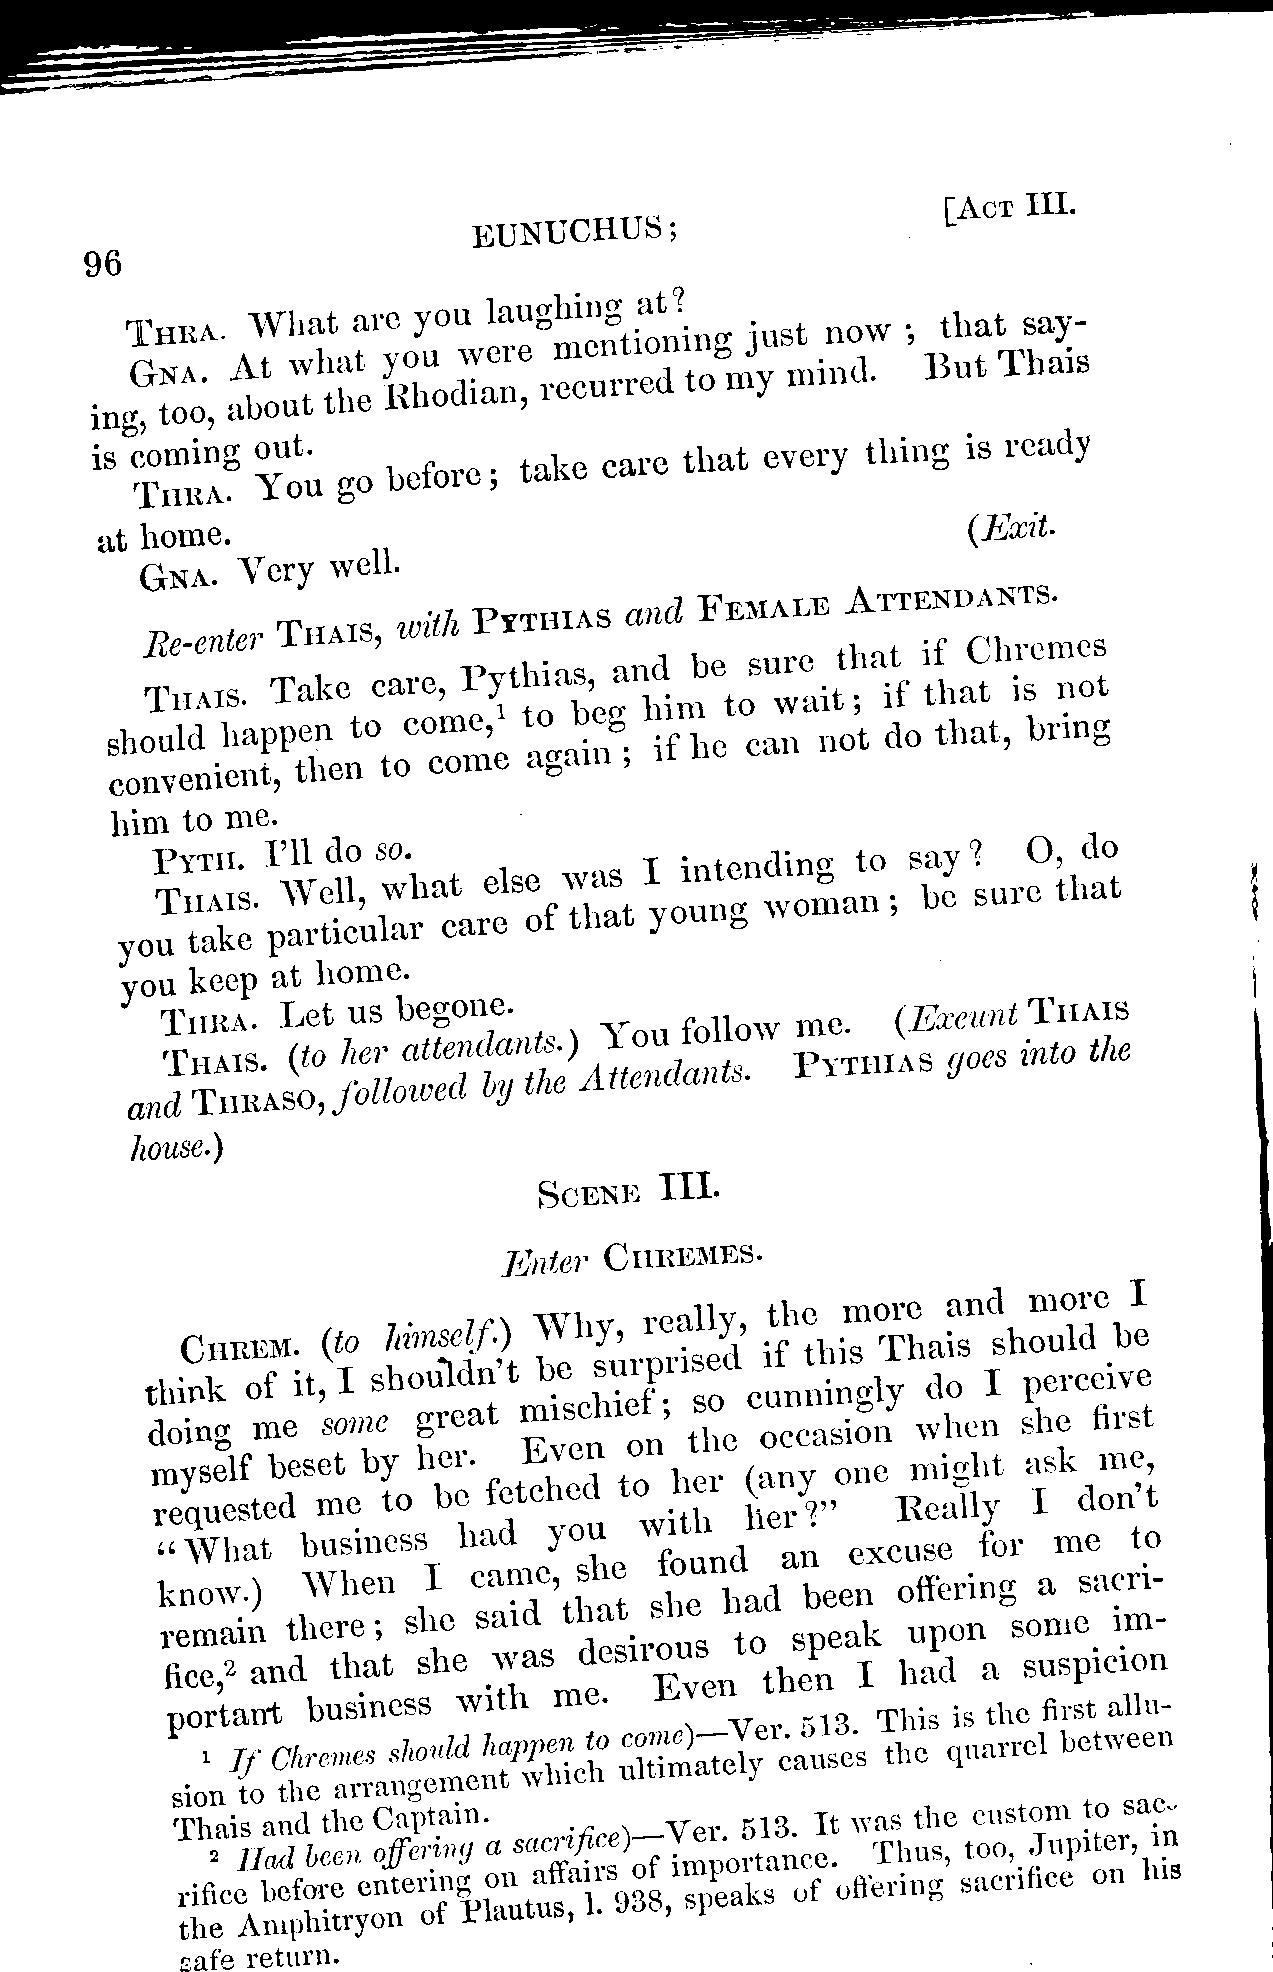 96 EUNUCHUS; [ACT III.
THRA. What are you laughing at?
GNA. At what you were mentioning just now; that say-
ing, too, about the Rhodian, recurred to my mind. But Thais
is coming out.
THRA. You go before; take care that every thing is ready
at home.
GNA. Very well. (Exit.
Re-enter THAIS, with PYTHIAS and FEMALE ATTENDANTS.
THAIS. Take care, Pythias, and be sure that if Chremes
should happen to come,¹ to beg him to wait; if that is not
convenient, then to come again; if he can not do that, bring
him to me.
PYTH. I'll do so.
THAIS. Well, what else was I intending to say? O, do
you take particular care of that young woman; be sure that
you keep at home.
THRA. Let us begone.
THAIS. (to her attendants.) You follow me. (Exeunt THAIS
and THRASO, followed by the Attendants. PYTHIAS goes into the
house.)
SCENE III.
Enter CHREMES.
CHREM. (to himself.) Why, really, the more and more I
think of it, I shouldn't be surprised if this Thais should be
doing me some great mischief; so cunningly do I perceive
myself beset by her. Even on the occasion when she first
requested me to be fetched to her (any one might ask me,
"What business had you with her?" Really I don't
know.) When I came, she found an excuse for me to
remain there; she said that she had been offering a sacri-
fice,² and that she was desirous to speak upon some im-
portant business with me. Even then I had a suspicion
¹ If Chremes should happen to come)—Ver. 513. This is the first allu-
sion to the arrangement which ultimately causes the quarrel between
Thais and the Captain.
² Had been offering a sacrifice)—Ver. 513. It was the custom to sac-
rifice before entering on affairs of importance. Thus, too, Jupiter, in
the Amphitryon of Plautus, l. 938, speaks of offering sacrifice on his
safe return.